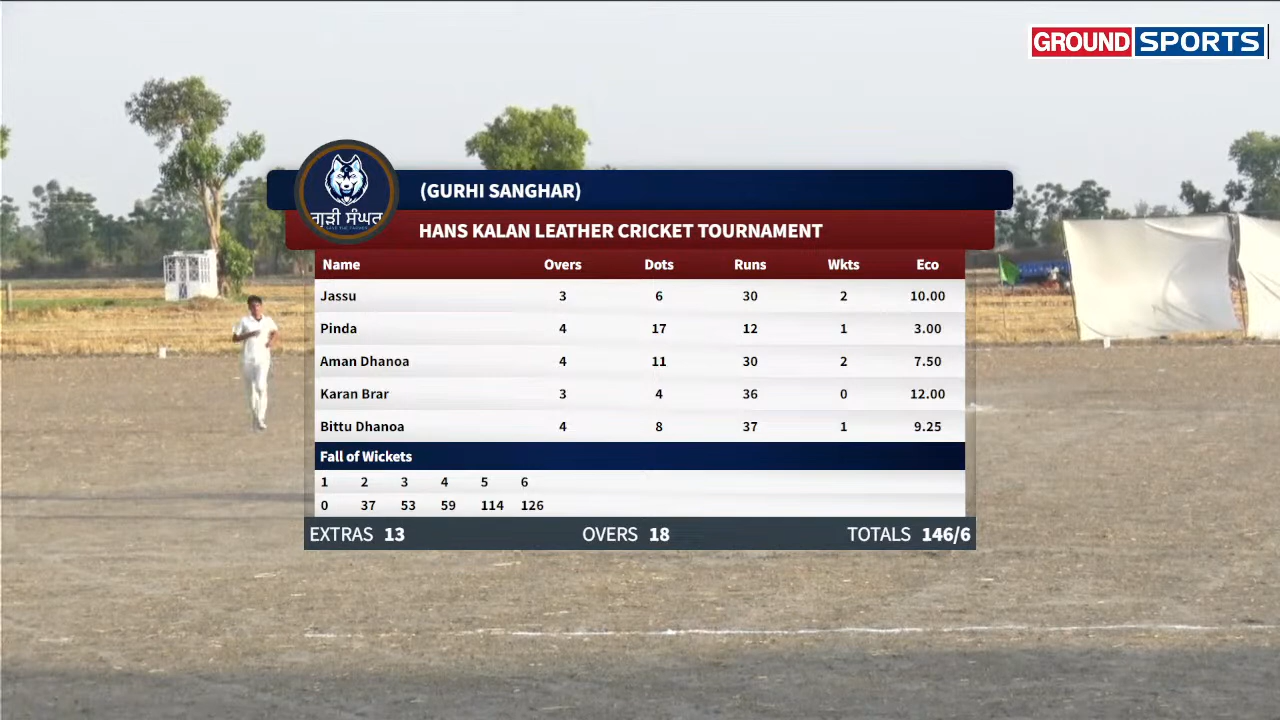 GROUND SPORTS
(GURHI SANGHAR)
ਗੁੜੀ ਸੰਘਰ
HANS KALAN LEATHER CRICKET TOURNAMENT
Name Overs Dots Runs Wkts Eco
Jassu 3 6 30 2 10.00
Pinda 4 17 12 1 3.00
Aman Dhanoa 4 11 30 2 7.50
Karan Brar 3 4 36 0 12.00
Bittu Dhanoa 4 8 37 1 9.25
Fall of Wickets
1 2 3 4 5 6
0 37 53 59 114 126
EXTRAS 13 OVERS 18 TOTALS 146/6